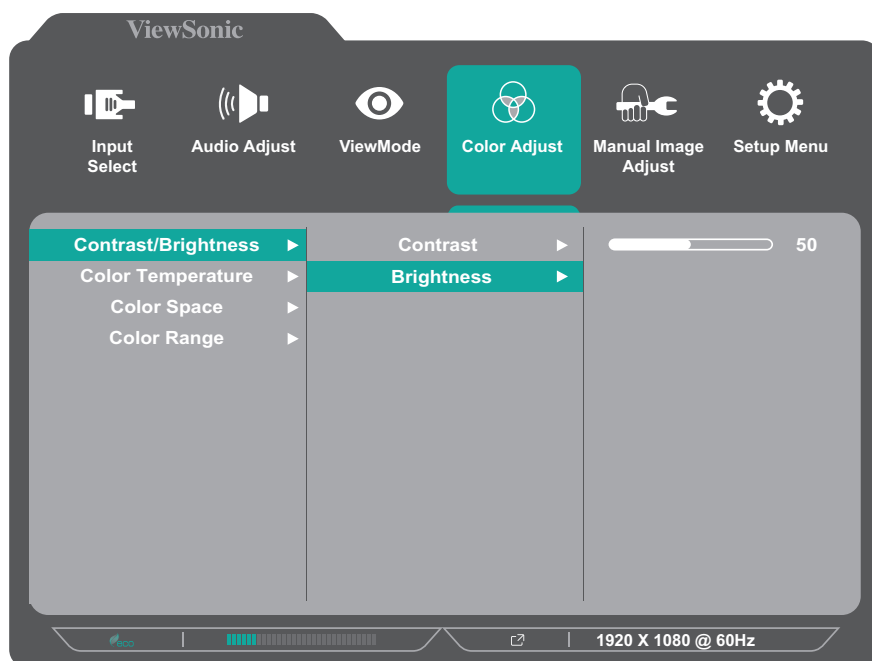 ViewSonic
Input Select
Audio Adjust
ViewMode
Color Adjust
Manual Image Adjust
Setup Menu
Contrast/Brightness
Contrast
50
Color Temperature
Brightness
Color Space
Color Range
eco
1920 X 1080 @ 60Hz